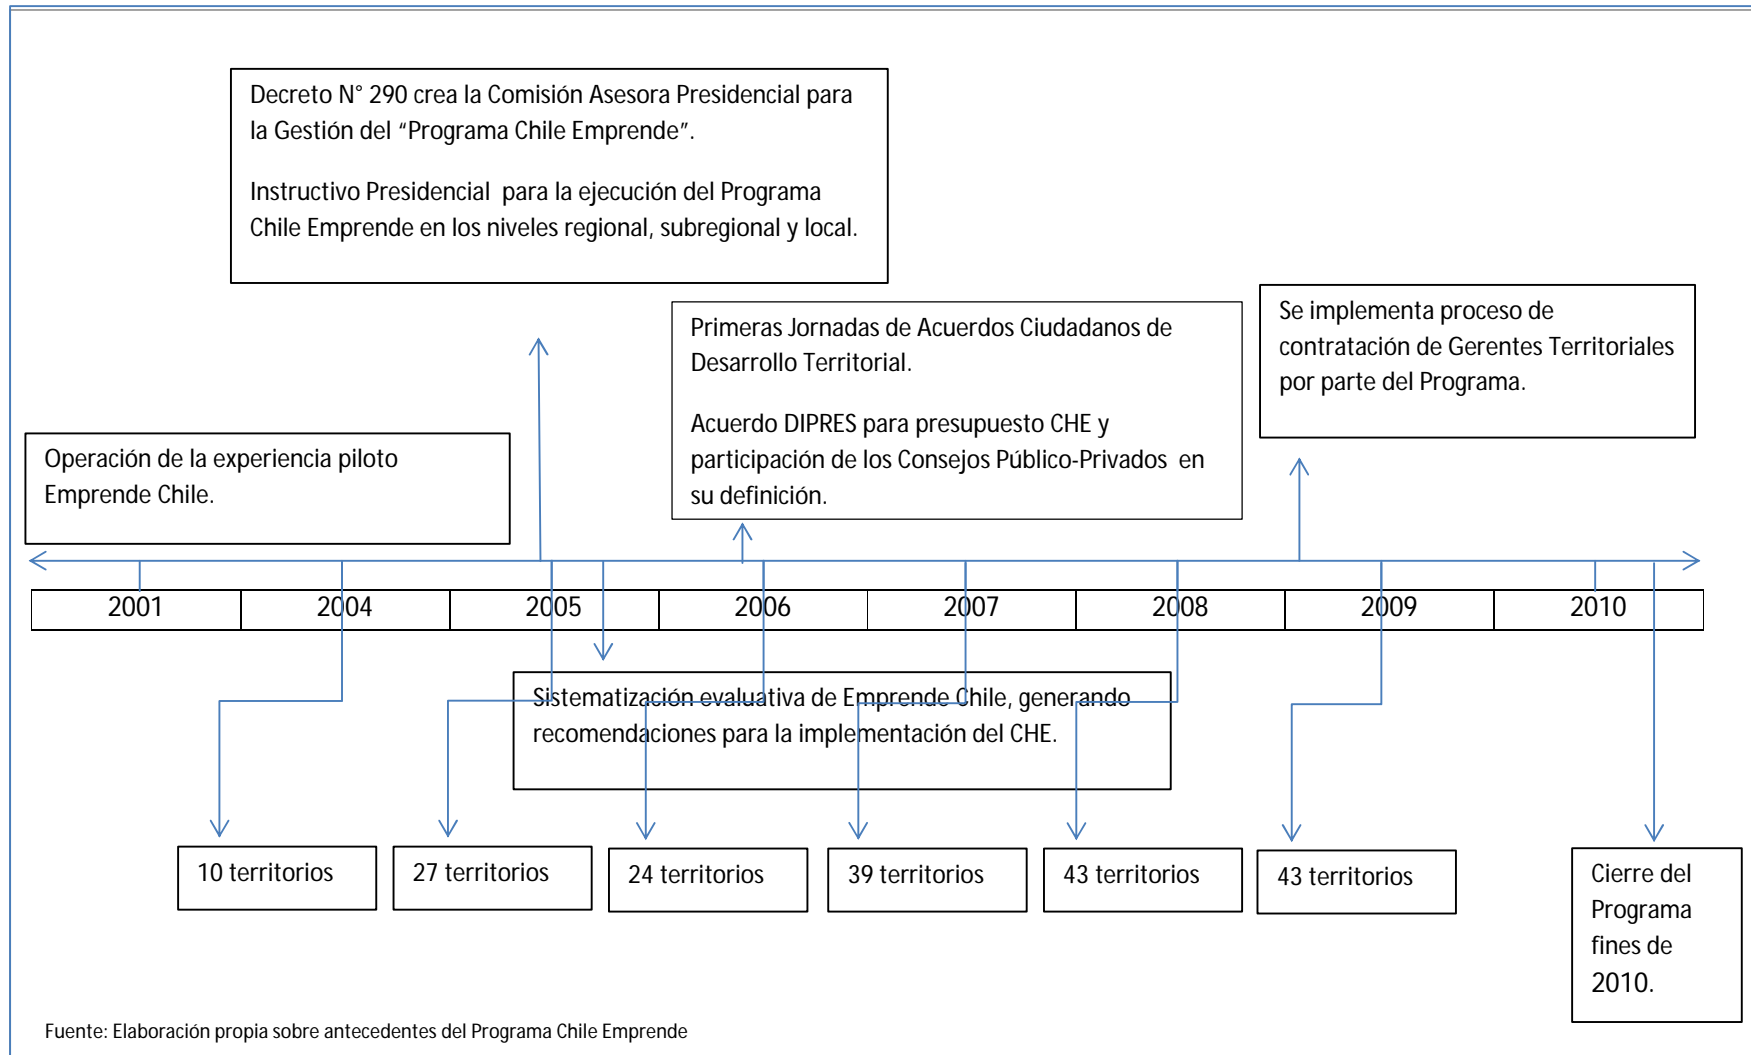 Decreto N° 290 crea la Comisión Asesora Presidencial para
la Gestión del “Programa Chile Emprende”.
Instructivo Presidencial para la ejecución del Programa
Chile Emprende en los niveles regional, subregional y local.
Primeras Jornadas de Acuerdos Ciudadanos de
Desarrollo Territorial.
Acuerdo DIPRES para presupuesto CHE y
participación de los Consejos Público-Privados en
su definición.
Se implementa proceso de
contratación de Gerentes Territoriales
por parte del Programa.
Operación de la experiencia piloto
Emprende Chile.
2001
2004
2005
2006
2007
2008
2009
2010
Sistematización evaluativa de Emprende Chile, generando
recomendaciones para la implementación del CHE.
10 territorios
27 territorios
24 territorios
39 territorios
43 territorios
43 territorios
Cierre del
Programa
fines de
2010.
Fuente: Elaboración propia sobre antecedentes del Programa Chile Emprende